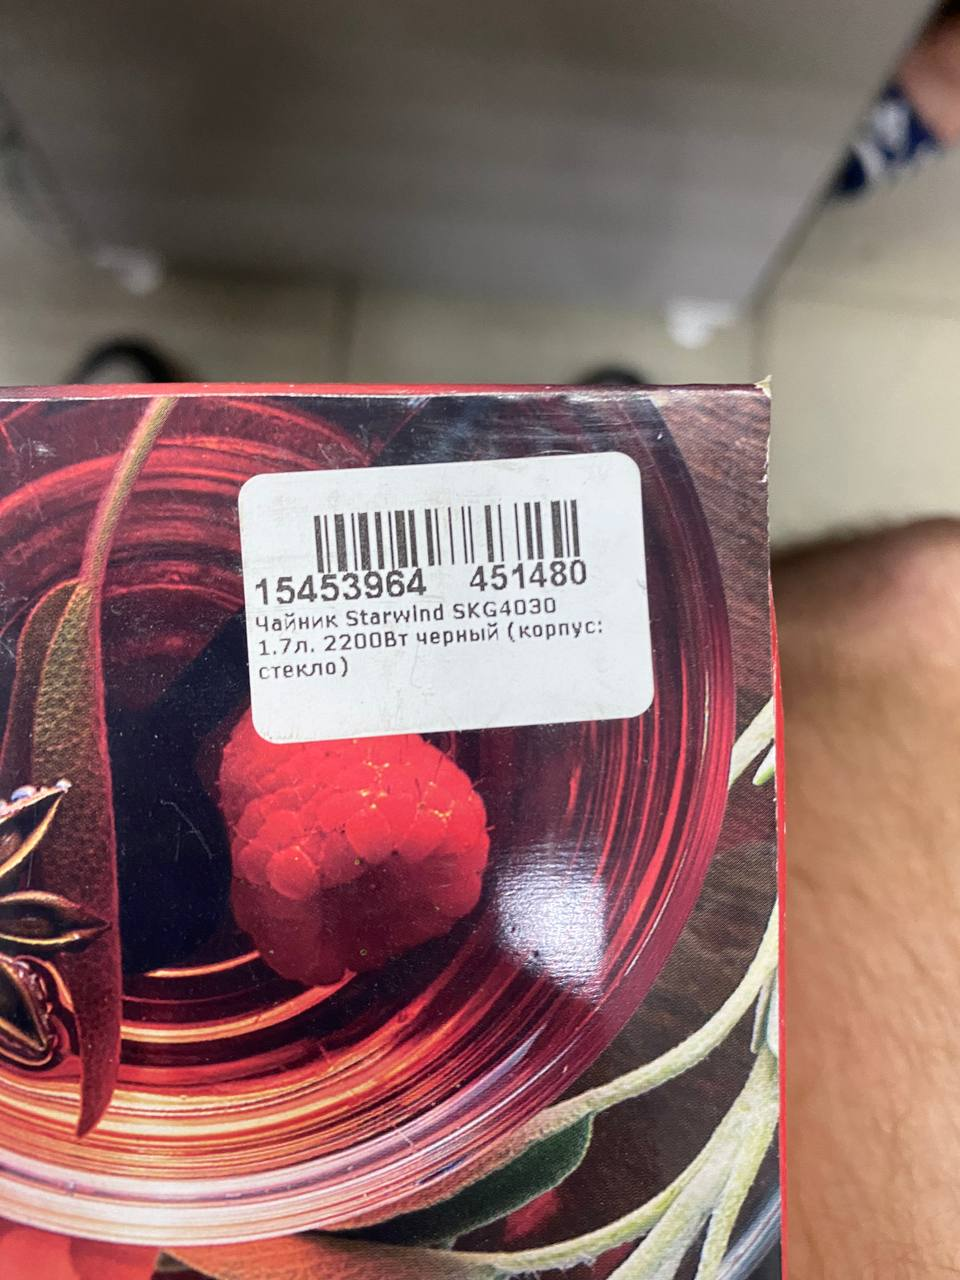 15453964 451480
Чайник Starwind SKG4030
1.7л. 2200Вт черный (корпус:
стекло)